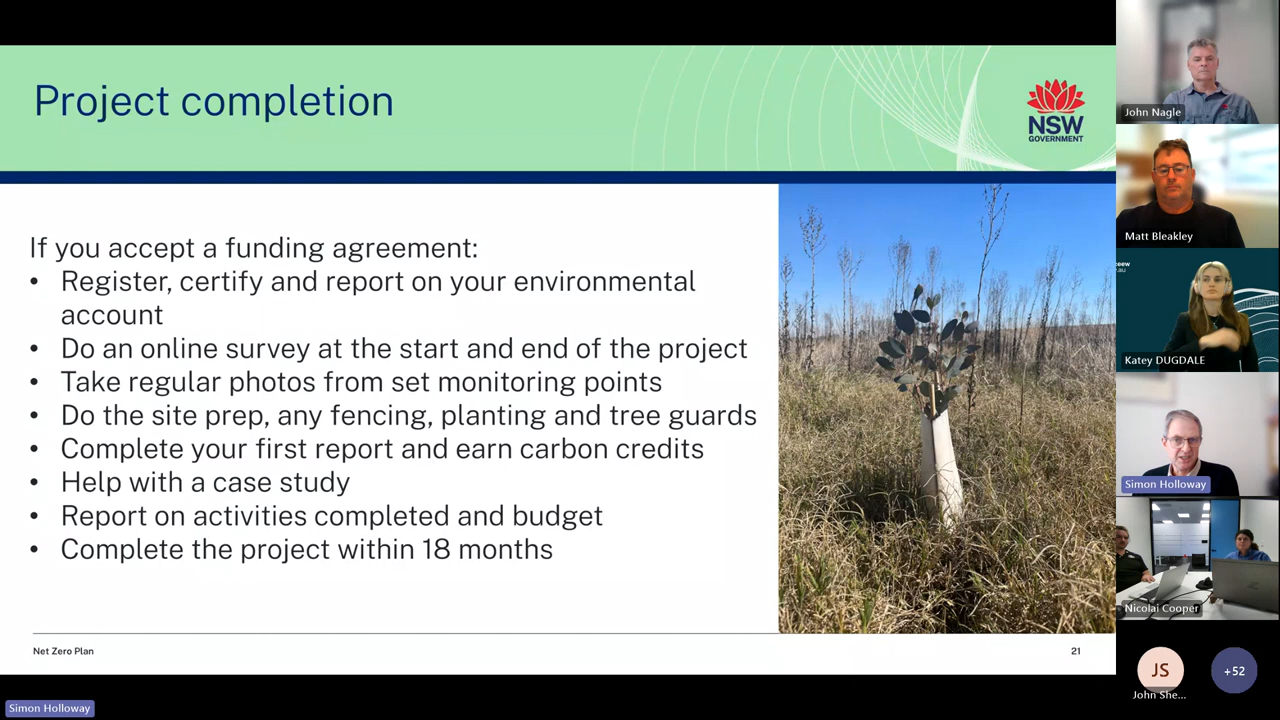 Project completion
NSW
GOVERNMENT
If you accept a funding agreement:
• Register, certify and report on your environmental
account
• Do an online survey at the start and end of the project
• Take regular photos from set monitoring points
• Do the site prep, any fencing, planting and tree guards
• Complete your first report and earn carbon credits
• Help with a case study
• Report on activities completed and budget
• Complete the project within 18 months
Net Zero Plan
21
Simon Holloway
John Nagle
Matt Bleakley
Katey DUGDALE
Simon Holloway
Nicolai Cooper
JS
John She...
+52